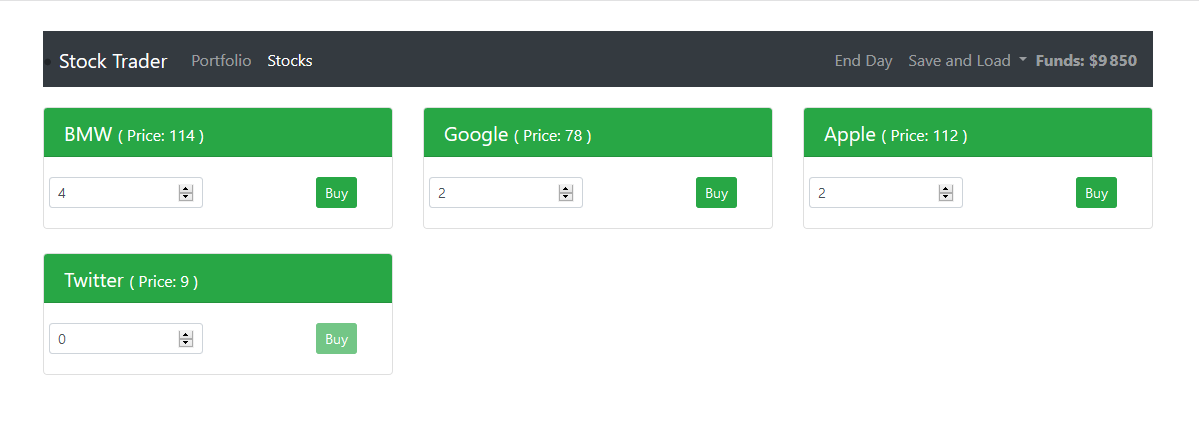 Stock Trader Portfolio Stocks End Day Save and Load Funds: $9 850
BMW ( Price: 114 )
4 Buy
Google ( Price: 78 )
2 Buy
Apple ( Price: 112 )
2 Buy
Twitter ( Price: 9 )
0 Buy